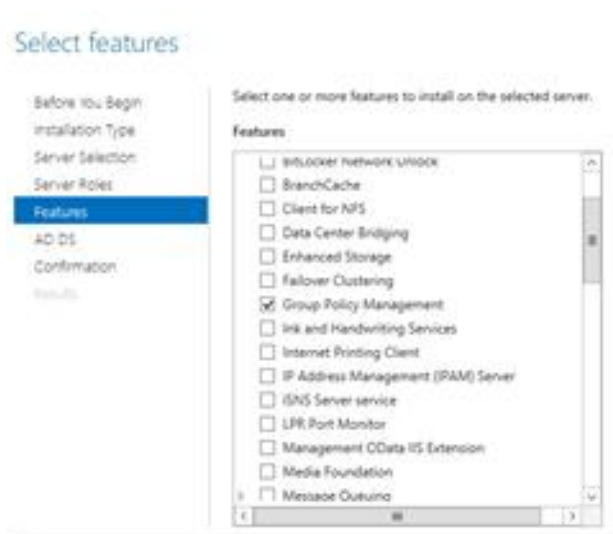 Select features
Before You Begin
Installation Type
Server Selection
Server Roles
Features
AD DS
Confirmation
Results
Select one or more features to install on the selected server.
Features
BitLocker Network Unlock
BranchCache
Client for NFS
Data Center Bridging
Enhanced Storage
Failover Clustering
Group Policy Management
Ink and Handwriting Services
Internet Printing Client
IP Address Management (IPAM) Server
iSNS Server service
LPR Port Monitor
Management OData IIS Extension
Media Foundation
Message Queuing